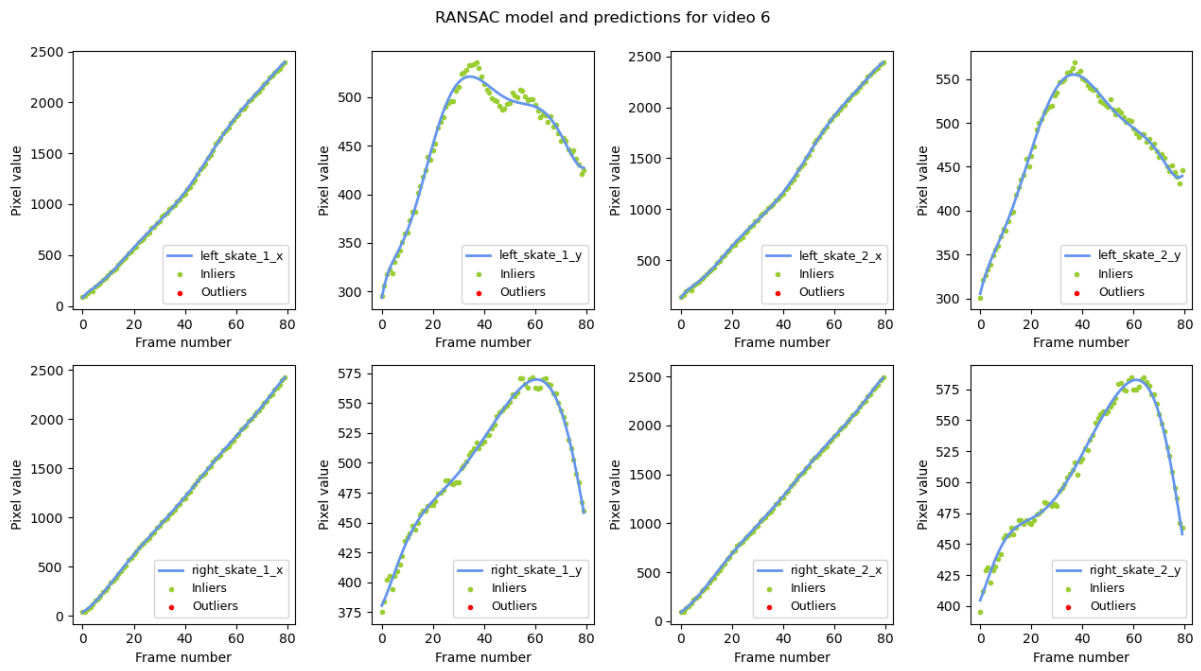 RANSAC model and predictions for video 6
2500
2000
1500
1000
500
0
Pixel value
0 20 40 60 80
Frame number
left_skate_1_x
Inliers
Outliers
500
450
400
350
300
Pixel value
0 20 40 60 80
Frame number
left_skate_1_y
Inliers
Outliers
2500
2000
1500
1000
500
Pixel value
0 20 40 60 80
Frame number
left_skate_2_x
Inliers
Outliers
550
500
450
400
350
300
Pixel value
0 20 40 60 80
Frame number
left_skate_2_y
Inliers
Outliers
2500
2000
1500
1000
500
0
Pixel value
0 20 40 60 80
Frame number
right_skate_1_x
Inliers
Outliers
575
550
525
500
475
450
425
400
375
Pixel value
0 20 40 60 80
Frame number
right_skate_1_y
Inliers
Outliers
2500
2000
1500
1000
500
0
Pixel value
0 20 40 60 80
Frame number
right_skate_2_x
Inliers
Outliers
575
550
525
500
475
450
425
400
Pixel value
0 20 40 60 80
Frame number
right_skate_2_y
Inliers
Outliers